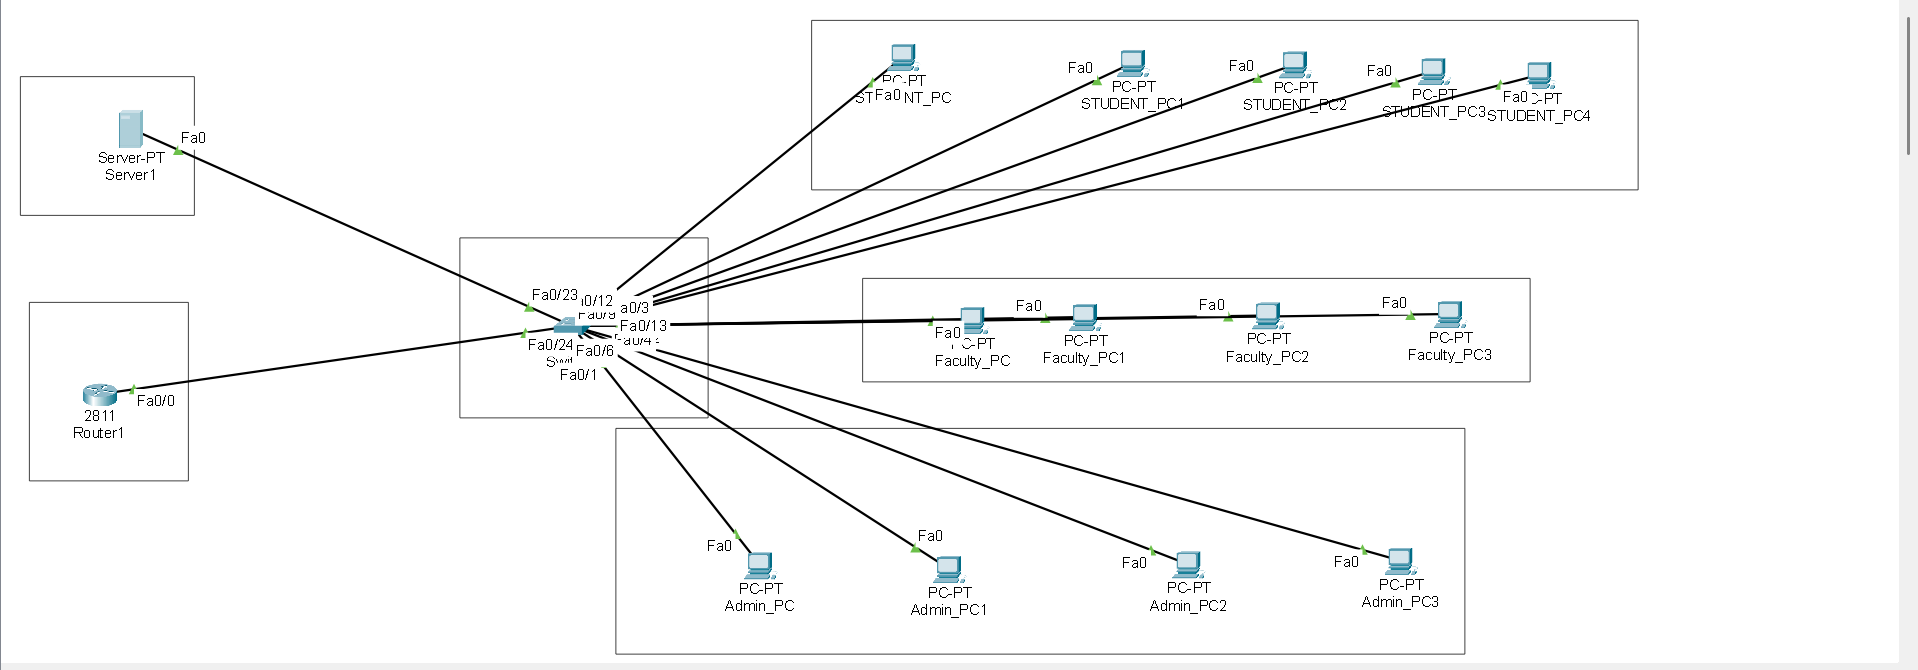 Fa0
Server-PT
Server1
Fa0/0
2811
Router1
Fa0/23
Fa0/13
Fa0/24
Fa0/6
Fa0/1
PC-PT
Fa0
Fa0
PC-PT
STUDENT_PC1
Fa0
PC-PT
STUDENT_PC2
Fa0
PC-PT
STUDENT_PC3
Fa0
STUDENT_PC4
Fa0
Faculty_PC
Fa0
PC-PT
Faculty_PC1
Fa0
PC-PT
Faculty_PC2
Fa0
PC-PT
Faculty_PC3
Fa0
PC-PT
Admin_PC
Fa0
PC-PT
Admin_PC1
Fa0
PC-PT
Admin_PC2
Fa0
PC-PT
Admin_PC3